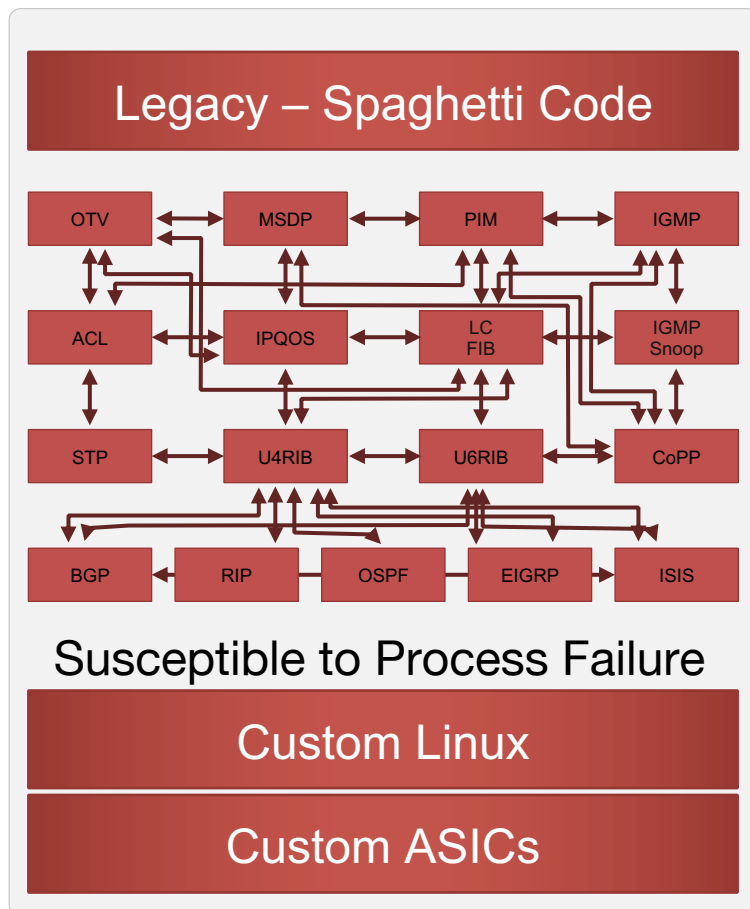 Legacy – Spaghetti Code
OTV
MSDP
PIM
IGMP
ACL
IPQOS
LC
FIB
IGMP
Snoop
STP
U4RIB
U6RIB
CoPP
BGP
RIP
OSPF
EIGRP
ISIS
Susceptible to Process Failure
Custom Linux
Custom ASICs